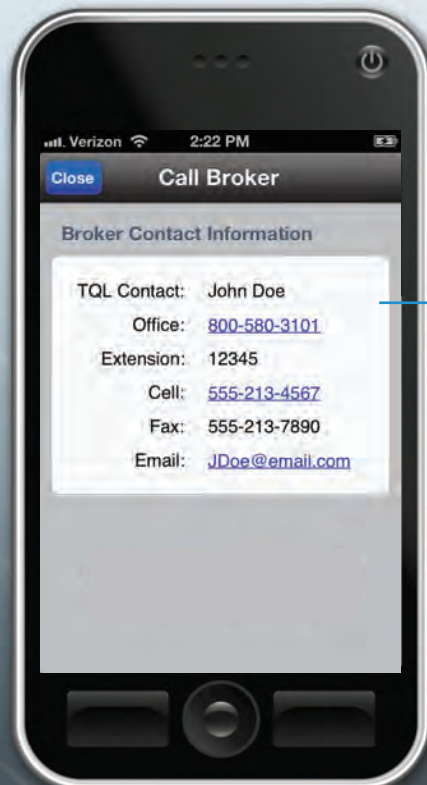 Verizon 2:22 PM
Close Call Broker
Broker Contact Information
TQL Contact: John Doe
Office: 800-580-3101
Extension: 12345
Cell: 555-213-4567
Fax: 555-213-7890
Email: JDoe@email.com